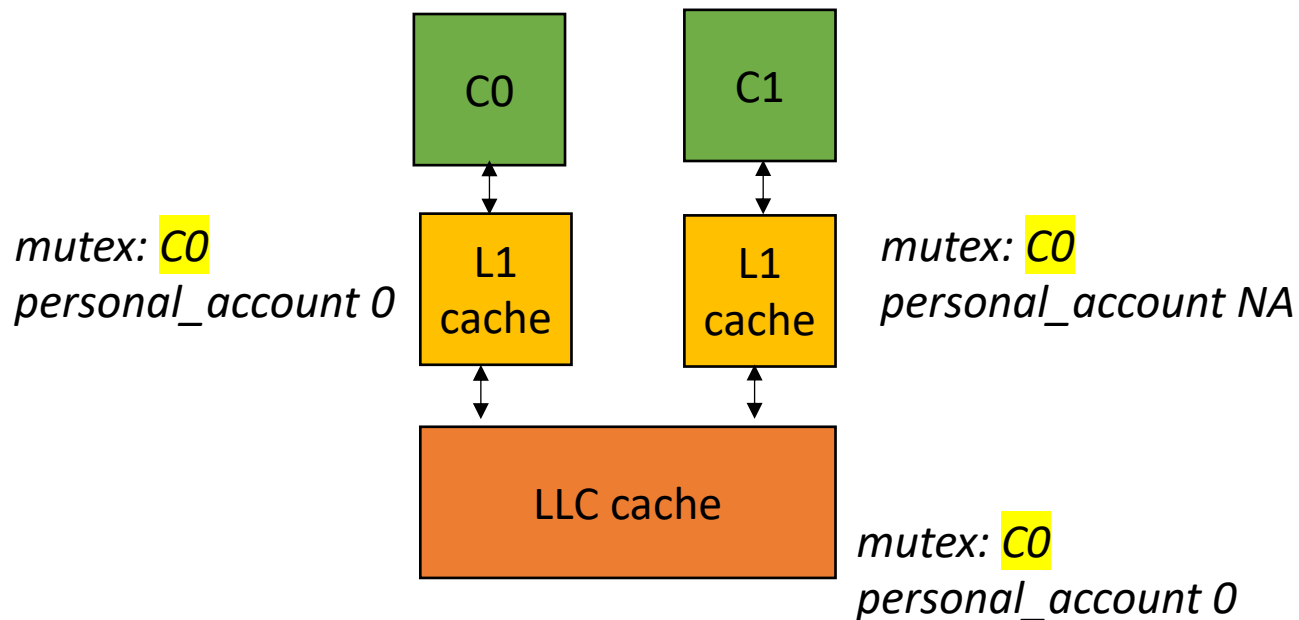 C0
C1
mutex: C0
personal_account 0
L1
cache
L1
cache
mutex: C0
personal_account NA
LLC cache
mutex: C0
personal_account 0